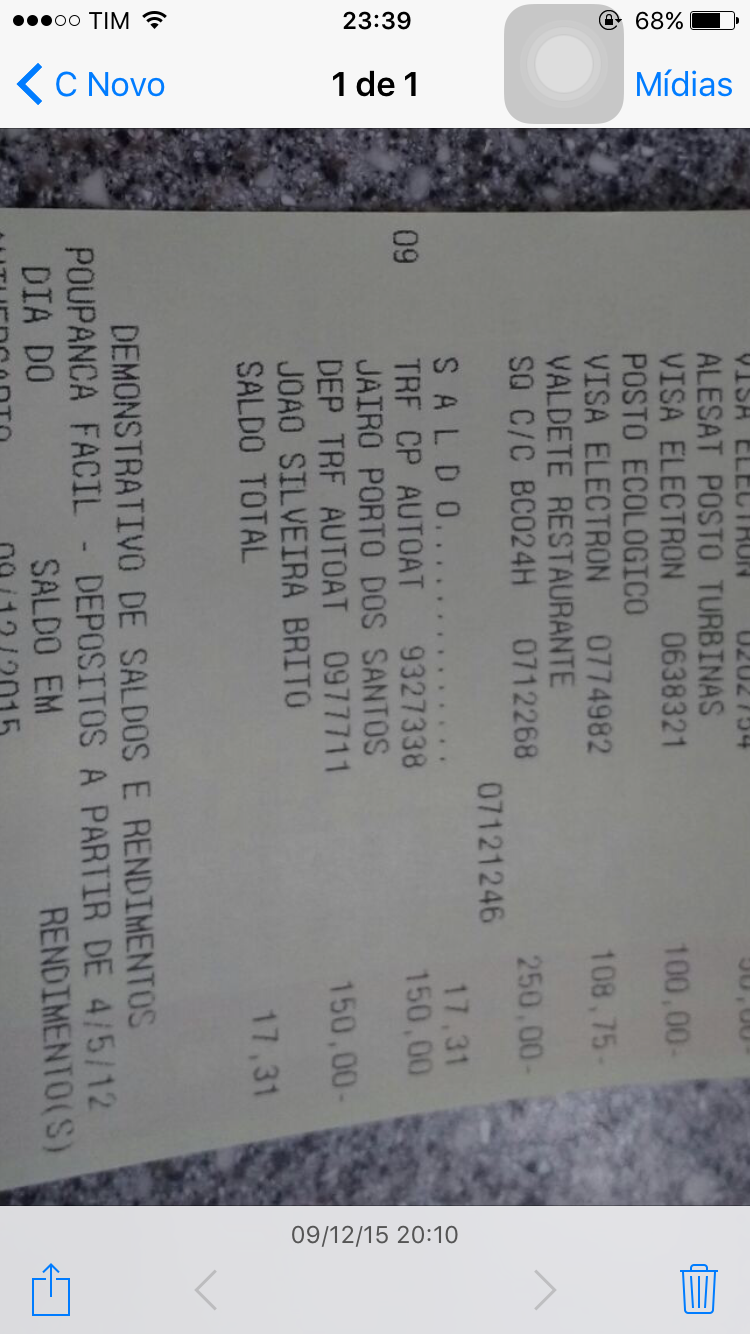 TIM 23:39 68%
C Novo 1 de 1 Mídias
VISA ELECTRON
ALESAT POSTO TURBINAS
VISA ELECTRON 0638321 100,00-
POSTO ECOLOGICO
VISA ELECTRON 0774982 108,75-
VALDETE RESTAURANTE
SQ C/C BCO24H 0712268 250,00-
07121246
S A L D O............... 17,31
09 TRF CP AUTOAT 9327338 150,00
JAIRO PORTO DOS SANTOS
DEP TRF AUTOAT 0977711 150,00-
JOAO SILVEIRA BRITO
SALDO TOTAL 17,31
DEMONSTRATIVO DE SALDOS E RENDIMENTOS
POUPANCA FACIL - DEPOSITOS A PARTIR DE 4/5/12
DIA DO SALDO EM RENDIMENTO(S)
09/12/2015
09/12/15 20:10